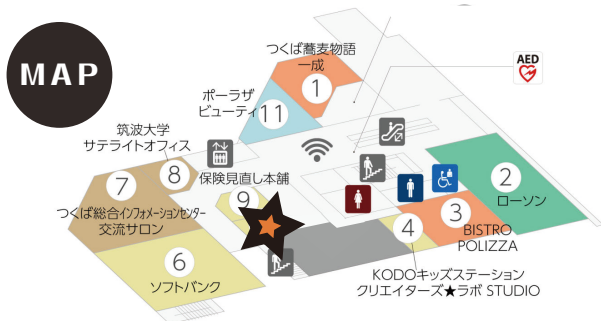 MAP
AED
つくば蕎麦物語
一成
1
ポーラザ
ビューティ
11
筑波大学
サテライトオフィス
8
保険見直し本舗
9
7
つくば総合インフォメーションセンター
交流サロン
6
ソフトバンク
2
ローソン
3
BISTRO
POLIZZA
4
KODOキッズステーション
クリエイターズ★ラボ STUDIO